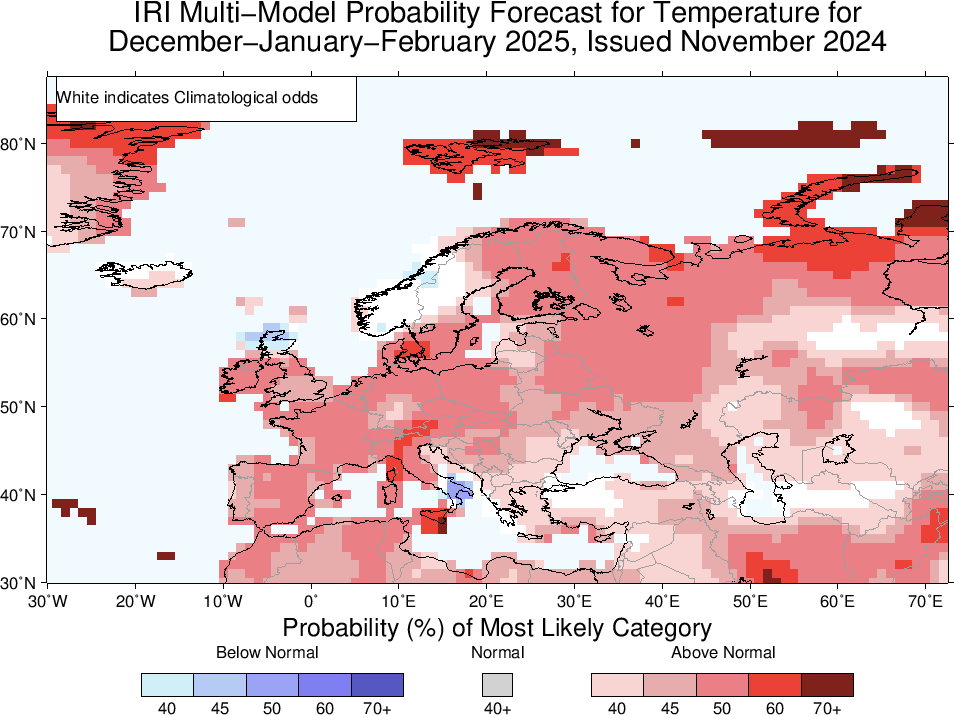 IRI Multi−Model Probability Forecast for Temperature for
December−January−February 2025, Issued November 2024
White indicates Climatological odds
80˚N
70˚N
60˚N
50˚N
40˚N
30˚N
30˚W 20˚W 10˚W 0˚ 10˚E 20˚E 30˚E 40˚E 50˚E 60˚E 70˚E
Probability (%) of Most Likely Category
Below Normal Normal Above Normal
40 45 50 60 70+ 40+ 40 45 50 60 70+